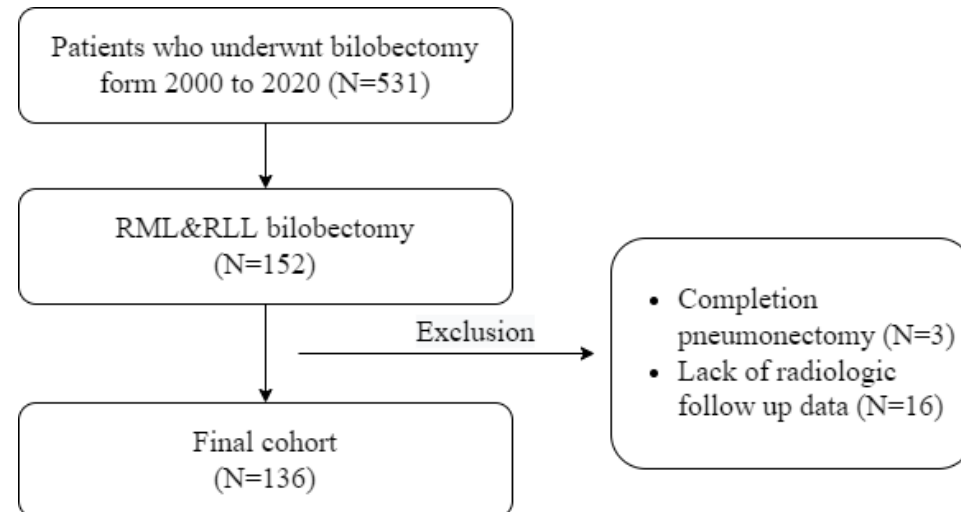 Patients who underwnt bilobectomy
form 2000 to 2020 (N=531)
RML&RLL bilobectomy
(N=152)
Exclusion
• Completion
pneumonectomy (N=3)
• Lack of radiologic
follow up data (N=16)
Final cohort
(N=136)